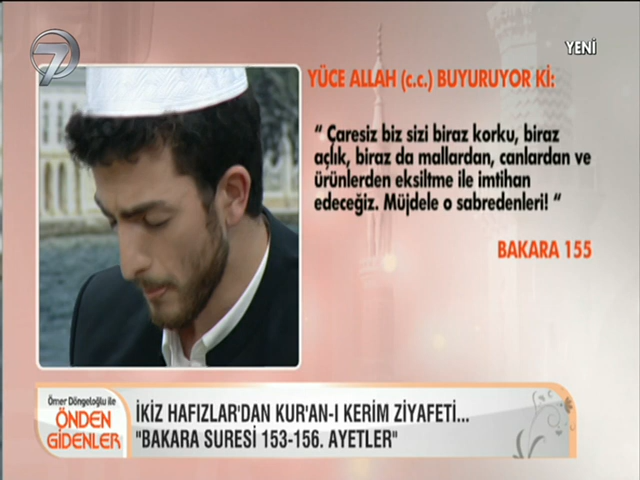 7
YENİ
YÜCE ALLAH (c.c.) BUYURUYOR Kİ:
“ Çaresiz biz sizi biraz korku, biraz
açlık, biraz da mallardan, canlardan ve
ürünlerden eksiltme ile imtihan
edeceğiz. Müjdele o sabredenleri! “
BAKARA 155
Ömer Döngeloğlu ile
ÖNDEN
GİDENLER
İKİZ HAFIZLAR'DAN KUR'AN-I KERİM ZİYAFETİ...
"BAKARA SURESİ 153-156. AYETLER"